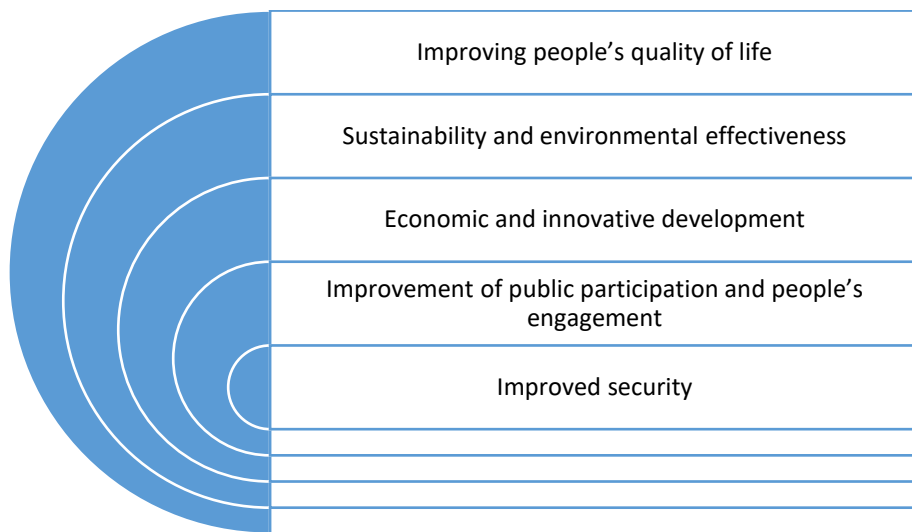 Improving people’s quality of life
Sustainability and environmental effectiveness
Economic and innovative development
Improvement of public participation and people’s
engagement
Improved security